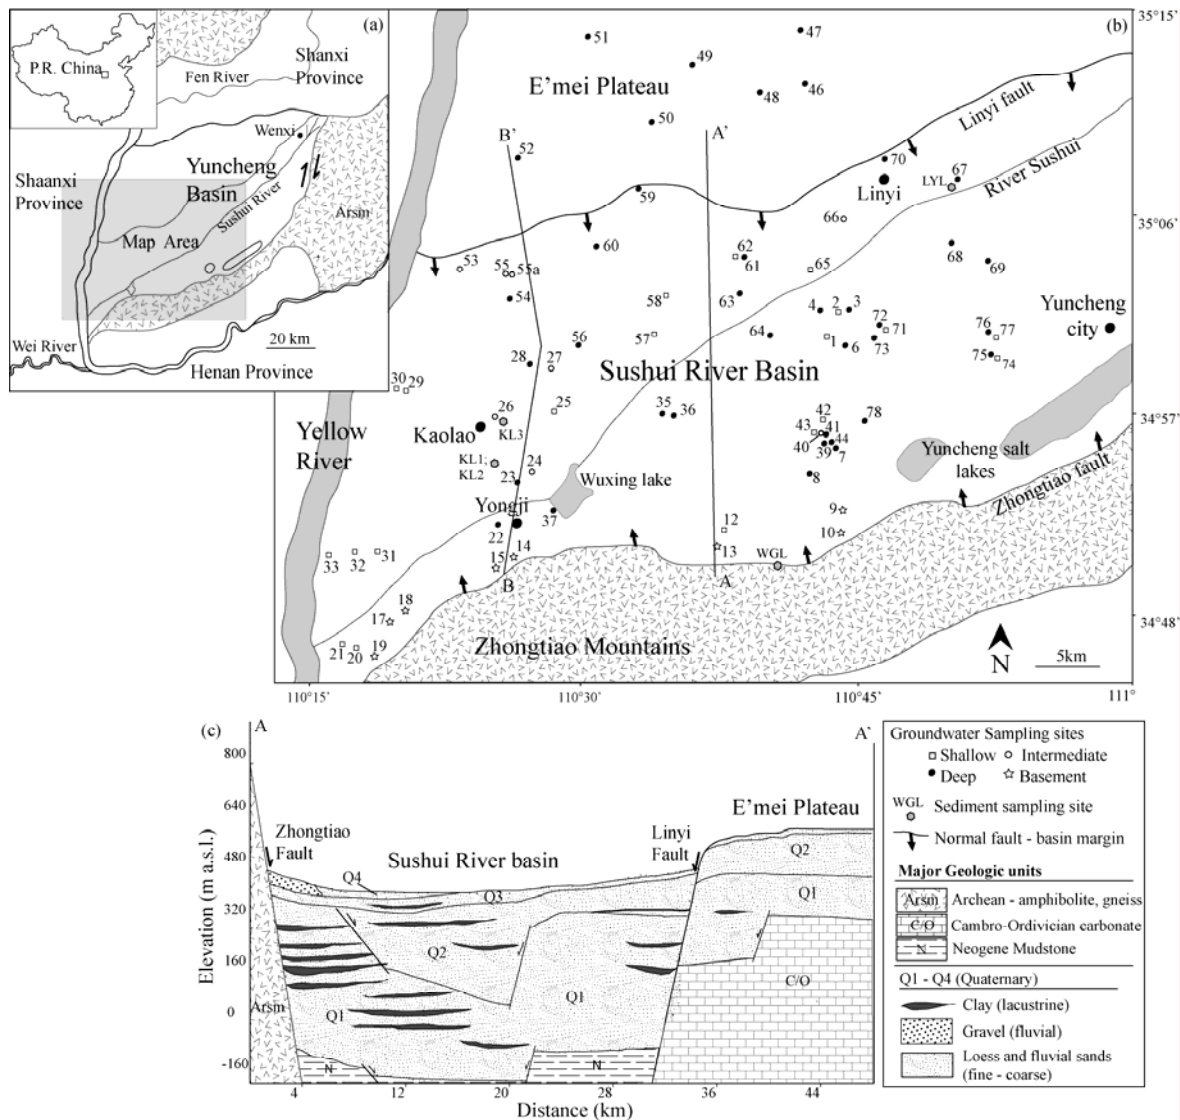 (a)
P.R. China
Shanxi
Province
Fen River
Wenxi
Yuncheng
Basin
Shaanxi
Province
Sushui River
Arsm
Map Area
20 km
Wei River
Henan Province
(b)
35°15'
51
47
49
E'mei Plateau
48
46
50
A'
B'
52
Linyi fault
70
67
59
Linyi
LYL
River Sushui
66
35°06'
60
53
55
55a
62
61
65
68
69
54
58
63
4
2
3
Yuncheng
city
57
64
1
72
71
76
77
56
6
73
75
74
28
27
Sushui River Basin
30
29
35
36
26
25
42
78
34°57'
Yellow
River
Kaolao
KL3
43
41
40
44
39
7
KL1;
KL2
24
23
Wuxing lake
8
Yuncheng salt
lakes
Zhongtiao fault
Yongji
37
9
22
12
10
14
13
15
WGL
33
32
31
B
A
18
17
34°48'
21
20
19
Zhongtiao Mountains
N
5km
110°15'
110°30'
110°45'
111°
(c)
A
A'
800
640
480
320
160
0
-160
Elevation (m a.s.l.)
Zhongtiao
Fault
Sushui River basin
Linyi
Fault
E'mei Plateau
Q4
Q3
Q2
Q1
Q2
Q1
Q1
C/O
Arsm
N
N
4
12
20
28
36
44
Distance (km)
Groundwater Sampling sites
Shallow
Intermediate
Deep
Basement
WGL
Sediment sampling site
Normal fault - basin margin
Major Geologic units
Arsm
Archean - amphibolite, gneiss
C/O
Cambro-Ordivician carbonate
N
Neogene Mudstone
Q1 - Q4 (Quaternary)
Clay (lacustrine)
Gravel (fluvial)
Loess and fluvial sands
(fine - coarse)